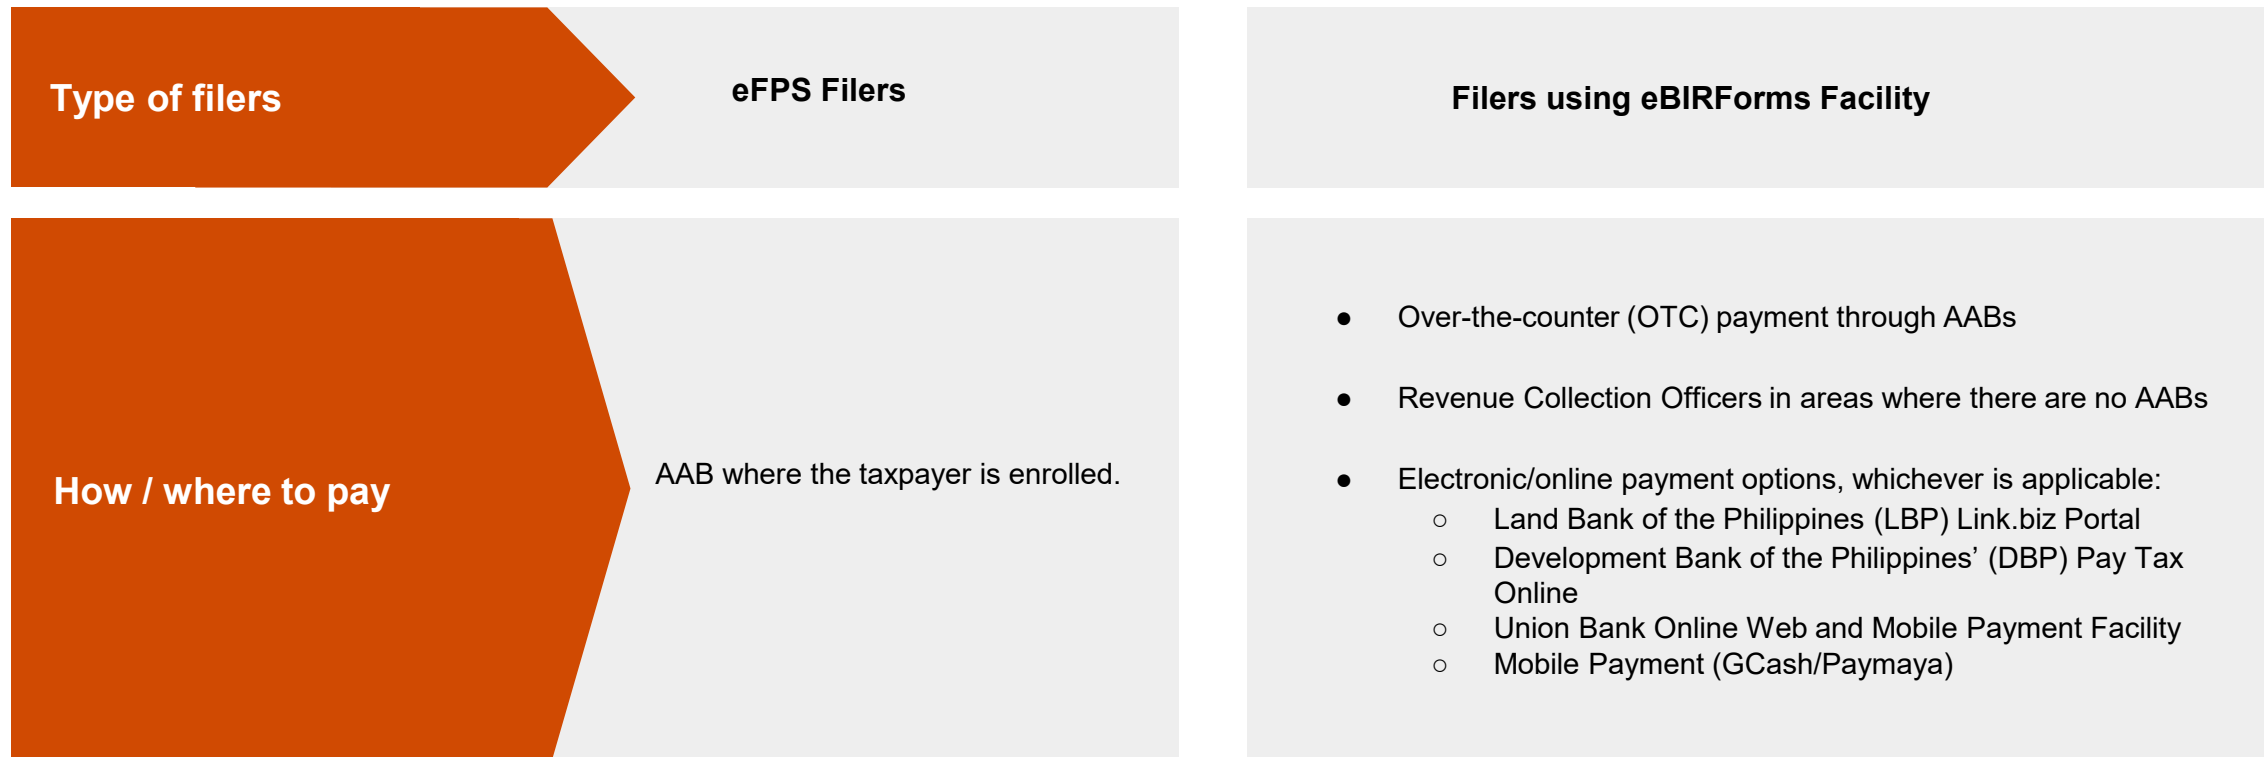 Type of filers
eFPS Filers
Filers using eBIRForms Facility
How / where to pay
AAB where the taxpayer is enrolled.
● Over-the-counter (OTC) payment through AABs
● Revenue Collection Officers in areas where there are no AABs
● Electronic/online payment options, whichever is applicable:
○ Land Bank of the Philippines (LBP) Link.biz Portal
○ Development Bank of the Philippines’ (DBP) Pay Tax
Online
○ Union Bank Online Web and Mobile Payment Facility
○ Mobile Payment (GCash/Paymaya)